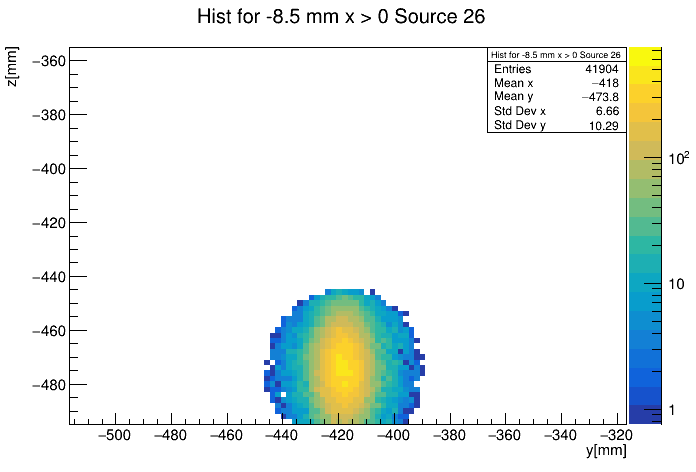 Hist for -8.5 mm x > 0 Source 26
z[mm]
Hist for -8.5 mm x > 0 Source 26
Entries 41904
Mean x −418
Mean y −473.8
Std Dev x 6.66
Std Dev y 10.29
−360
−380
−400
−420
−440
−460
−480
10²
10
1
−500 −480 −460 −440 −420 −400 −380 −360 −340 −320
y[mm]